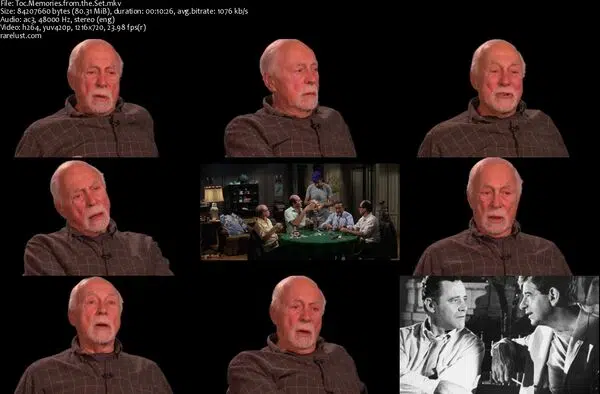 File: Toc.Memories.from.the.Set.mkv
Size: 84207660 bytes (80.31 MiB), duration: 00:10:26, avg.bitrate: 1076 kb/s
Audio: ac3, 48000 Hz, stereo (eng)
Video: h264, yuv420p, 1216x720, 23.98 fps(r)
rarelust.com